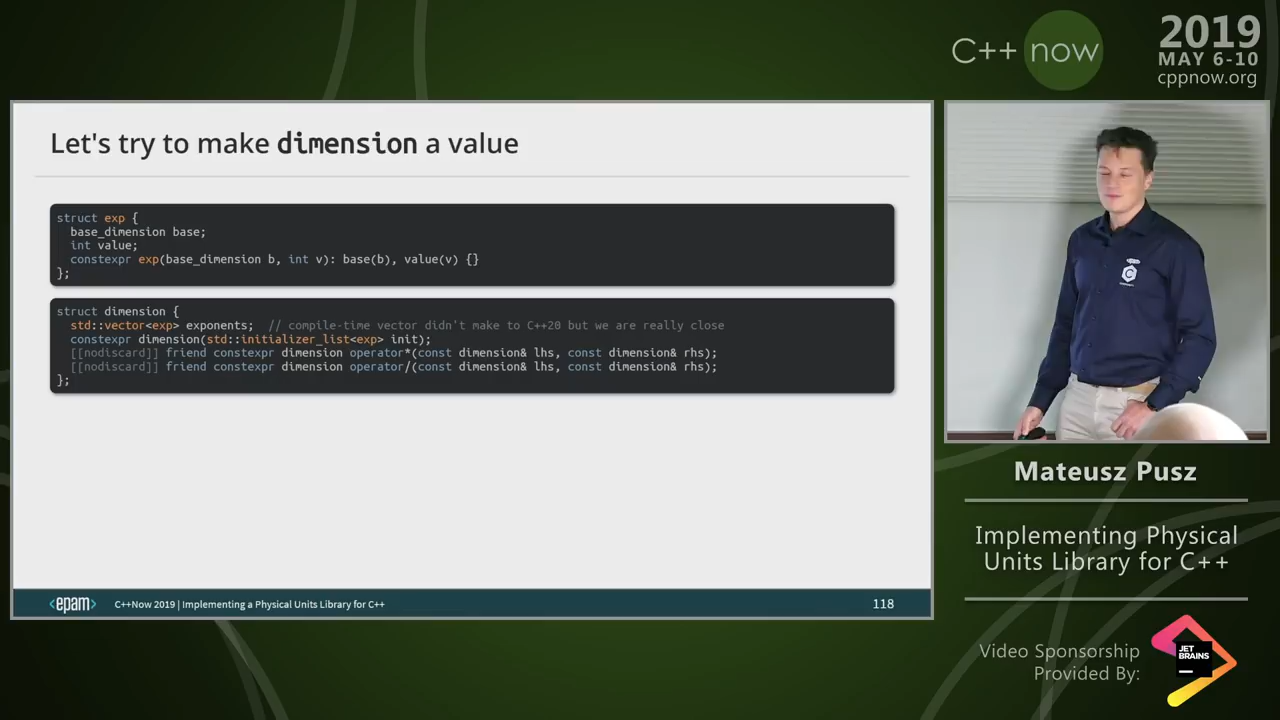 C++ now
2019
MAY 6-10
cppnow.org
Let's try to make dimension a value
struct exp {
  base_dimension base;
  int value;
  constexpr exp(base_dimension b, int v): base(b), value(v) {}
};
struct dimension {
  std::vector<exp> exponents;  // compile-time vector didn't make to C++20 but we are really close
  constexpr dimension(std::initializer_list<exp> init);
  [[nodiscard]] friend constexpr dimension operator*(const dimension& lhs, const dimension& rhs);
  [[nodiscard]] friend constexpr dimension operator/(const dimension& lhs, const dimension& rhs);
};
<epam>
C++Now 2019 | Implementing a Physical Units Library for C++
118
Mateusz Pusz
Implementing Physical
Units Library for C++
Video Sponsorship
Provided By:
JET
BRAINS